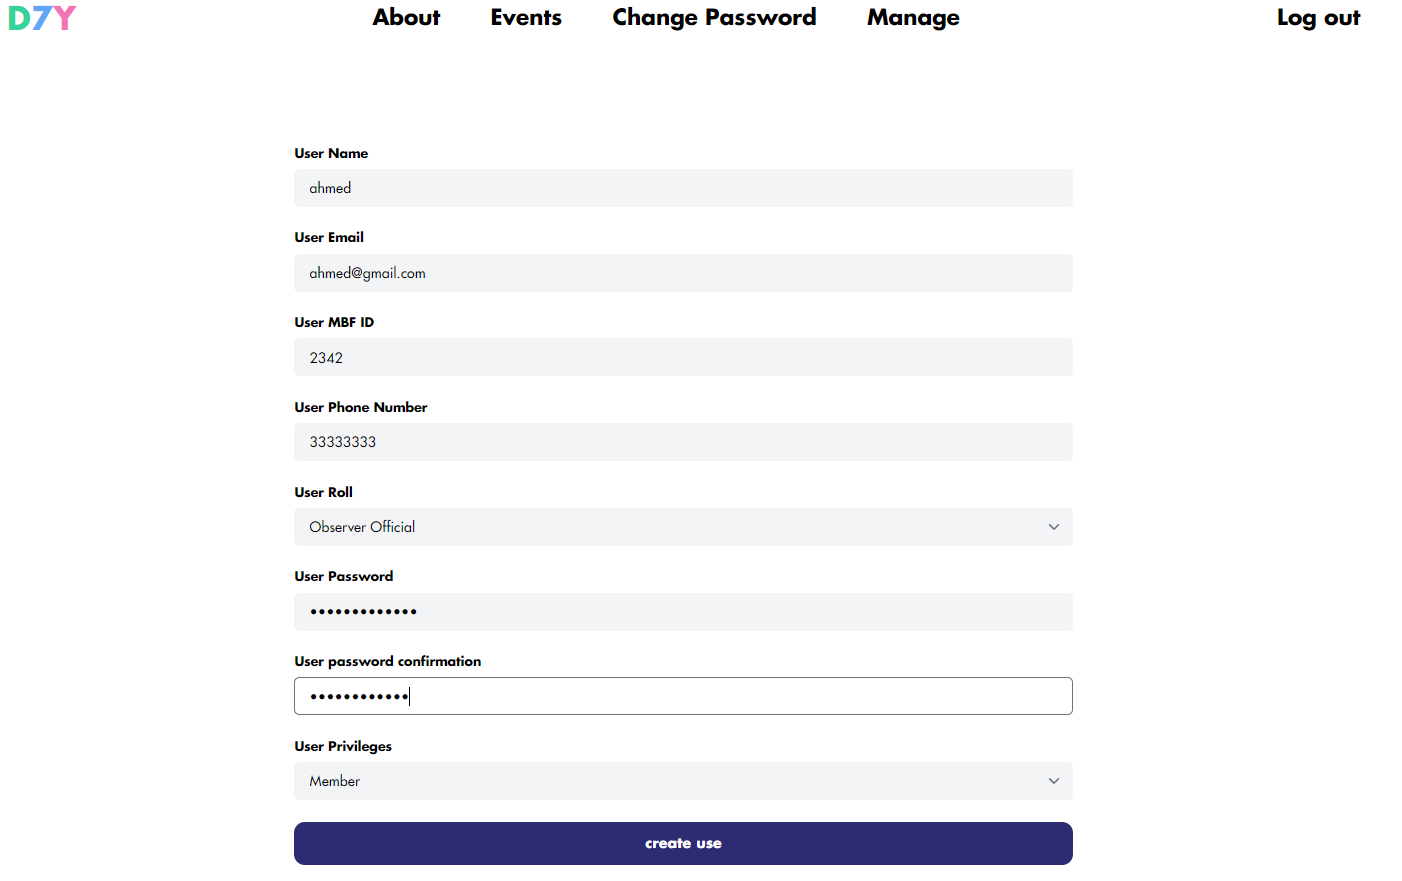 D7Y About Events Change Password Manage Log out
User Name
ahmed
User Email
ahmed@gmail.com
User MBF ID
2342
User Phone Number
33333333
User Roll
Observer Official
User Password
•••••••••••••
User password confirmation
••••••••••••
User Privileges
Member
create use